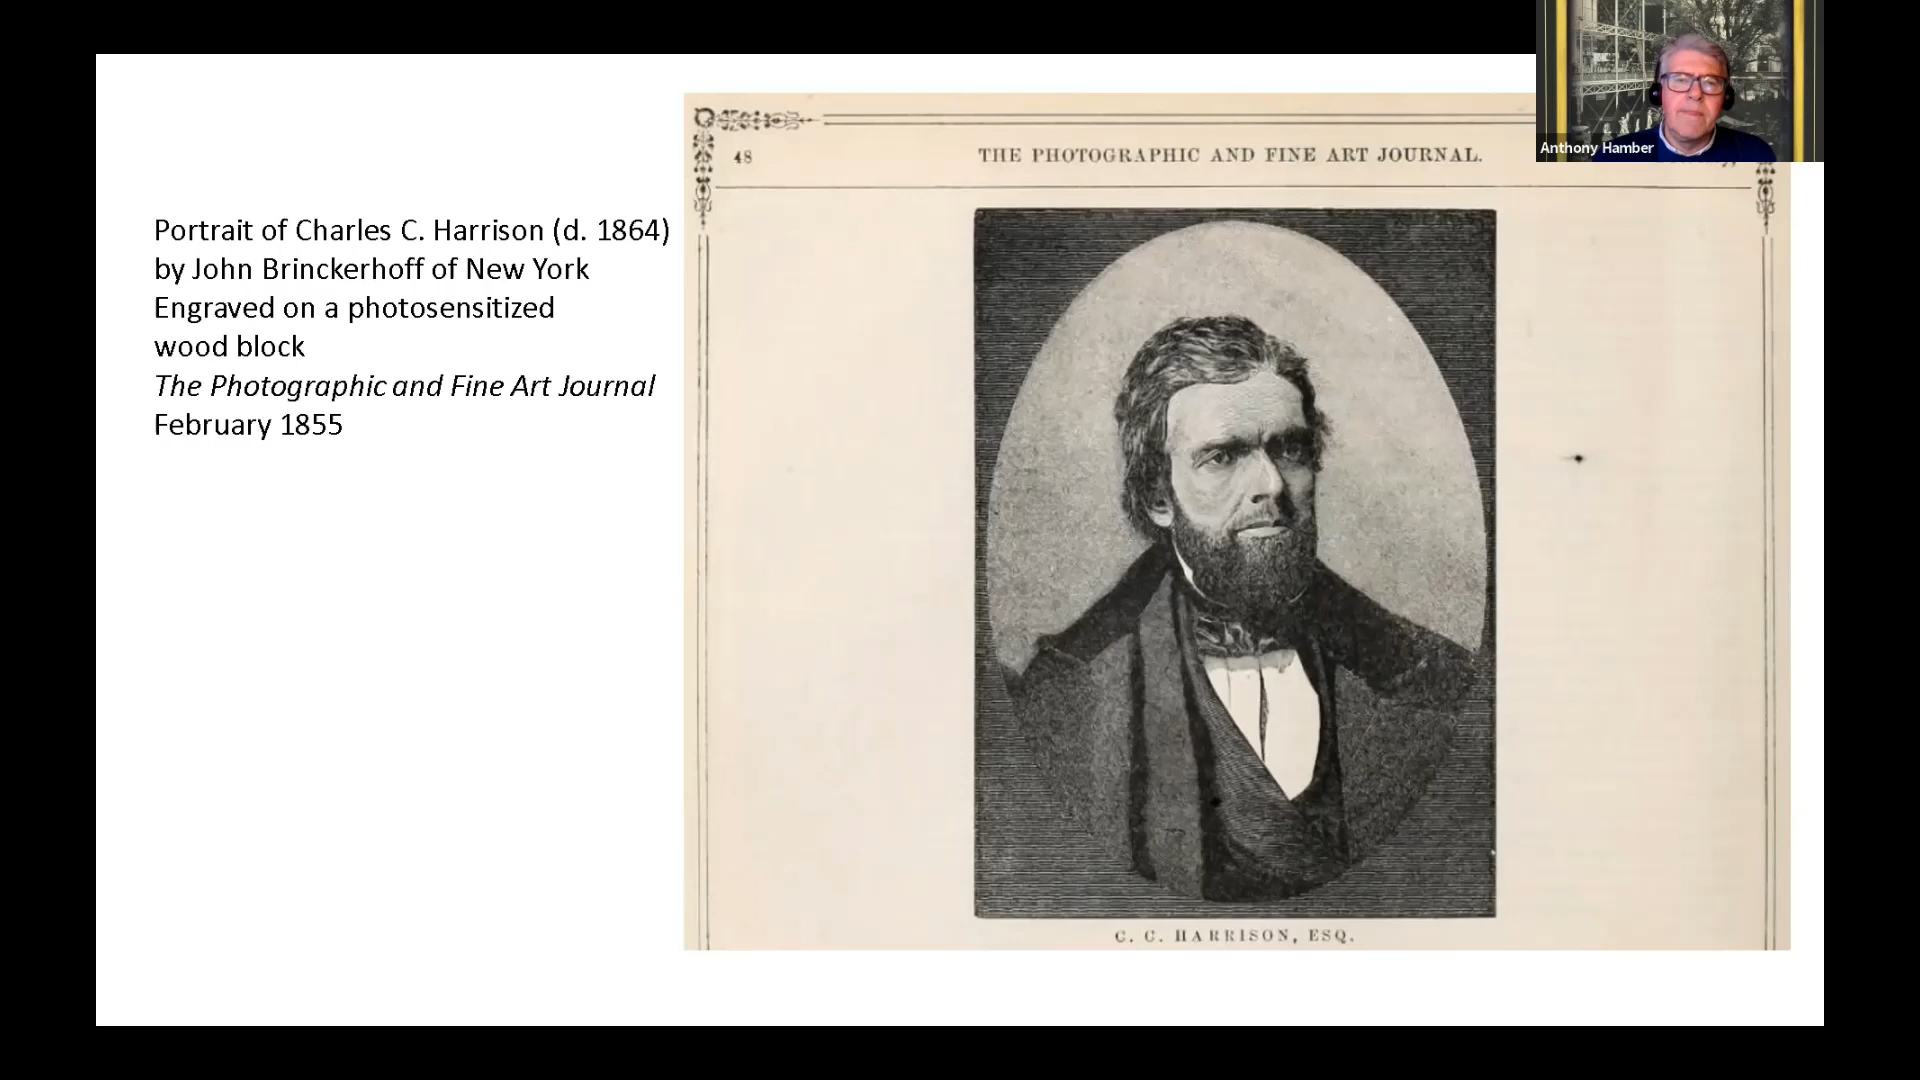 Portrait of Charles C. Harrison (d. 1864)
by John Brinckerhoff of New York
Engraved on a photosensitized
wood block
The Photographic and Fine Art Journal
February 1855
48
THE PHOTOGRAPHIC AND FINE ART JOURNAL.
C. C. HARRISON, ESQ.
Anthony Hamber